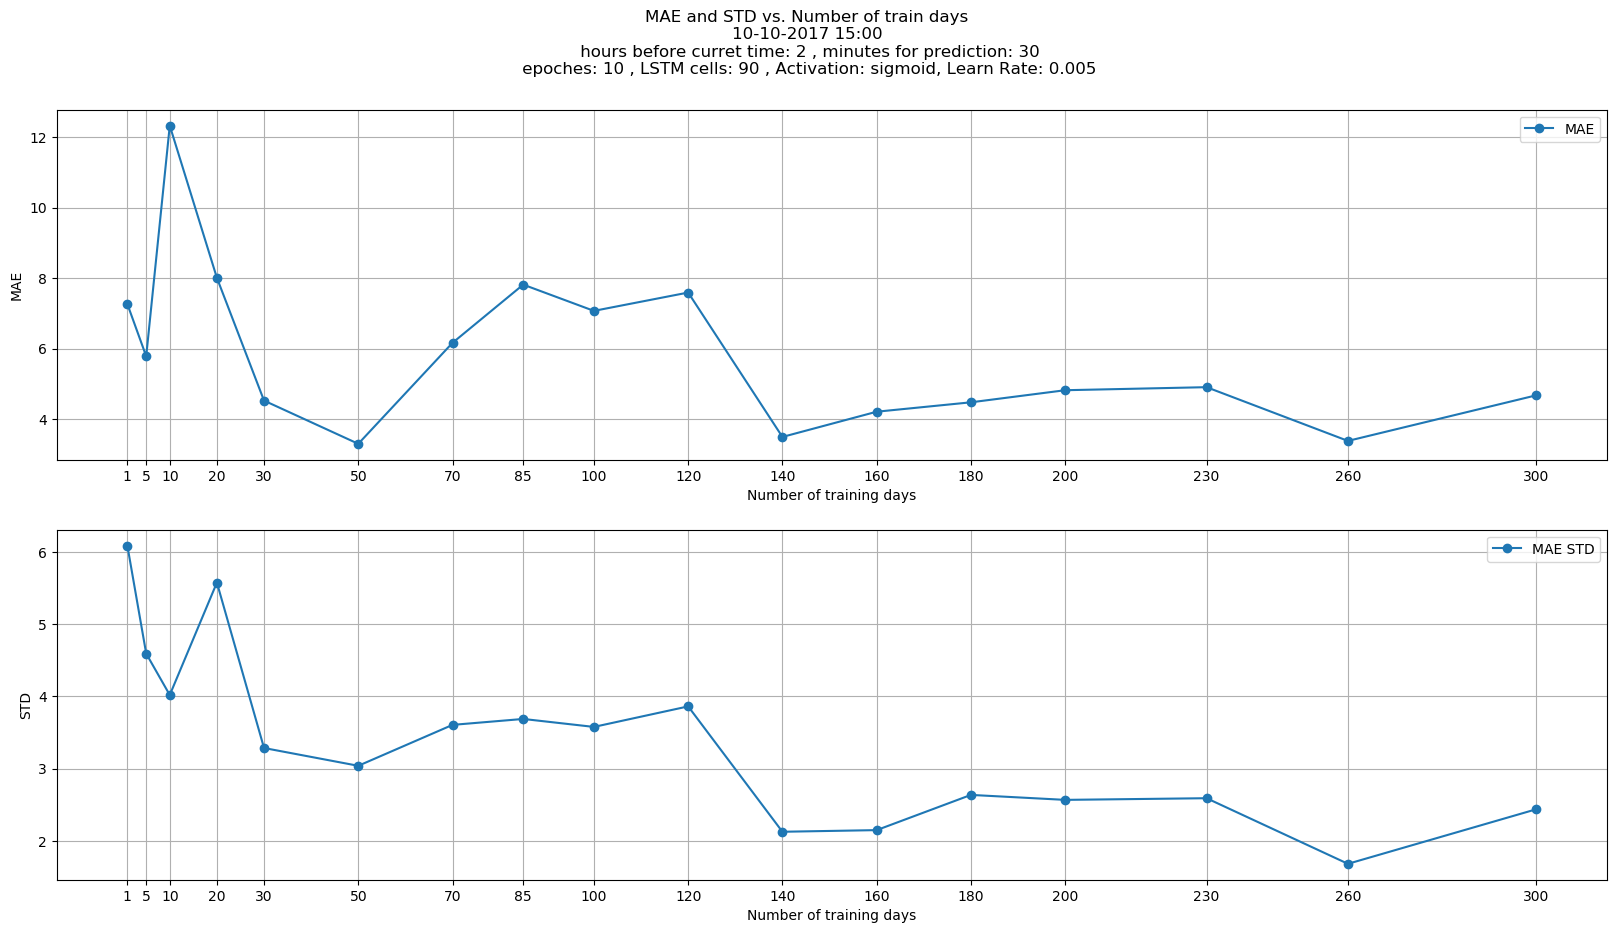 MAE and STD vs. Number of train days
10-10-2017 15:00
hours before curret time: 2 , minutes for prediction: 30
epoches: 10 , LSTM cells: 90 , Activation: sigmoid, Learn Rate: 0.005
MAE
12
10
8
6
4
MAE
1 5 10 20 30 50 70 85 100 120 140 160 180 200 230 260 300
Number of training days
MAE STD
6
5
4
3
2
STD
1 5 10 20 30 50 70 85 100 120 140 160 180 200 230 260 300
Number of training days